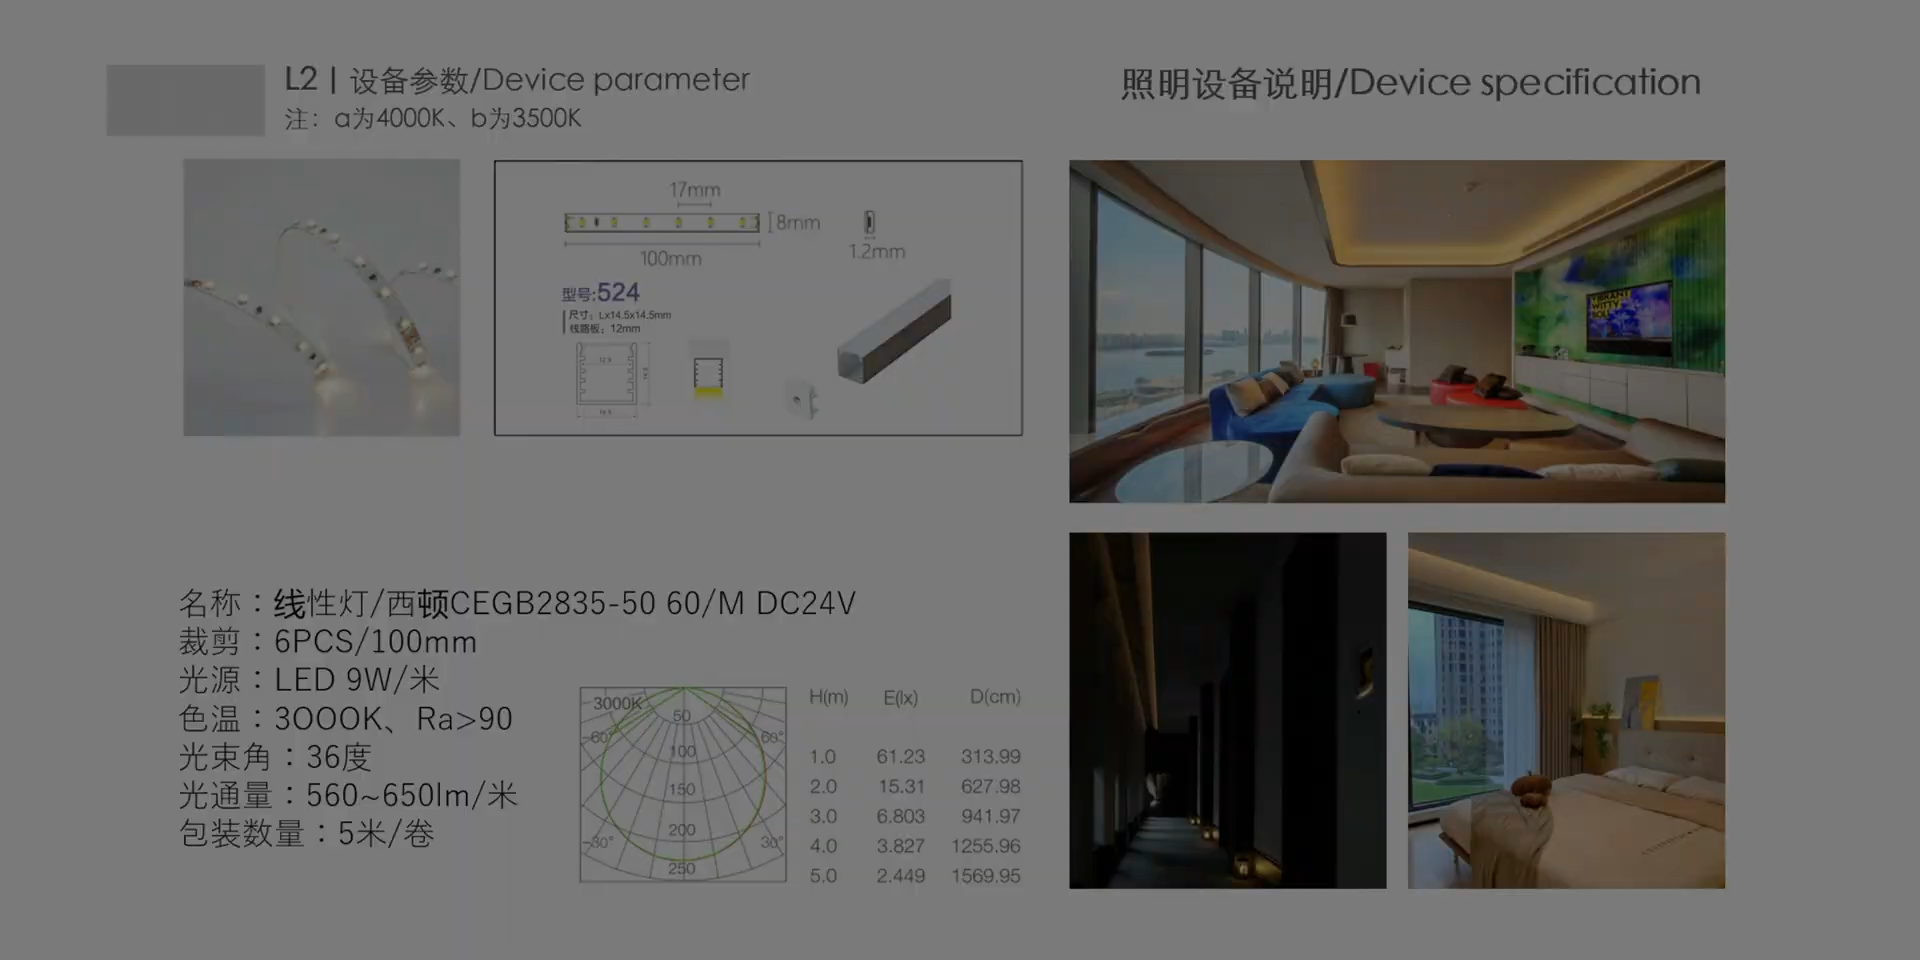 L2 | 设备参数/Device parameter
注：a为4000K、b为3500K
照明设备说明/Device specification
17mm
8mm
100mm
1.2mm
型号:524
尺寸：Lx14.5x14.5mm
线路板：12mm
VIBRANT
WITTY
名称：线性灯/西顿CEGB2835-50 60/M DC24V
裁剪：6PCS/100mm
光源：LED 9W/米
色温：3OOOK、Ra>90
光束角：36度
光通量：560~650lm/米
包装数量：5米/卷
3000K
50
-60° 60°
100
150
200
-30° 30°
250
H(m) E(lx) D(cm)
1.0 61.23 313.99
2.0 15.31 627.98
3.0 6.803 941.97
4.0 3.827 1255.96
5.0 2.449 1569.95